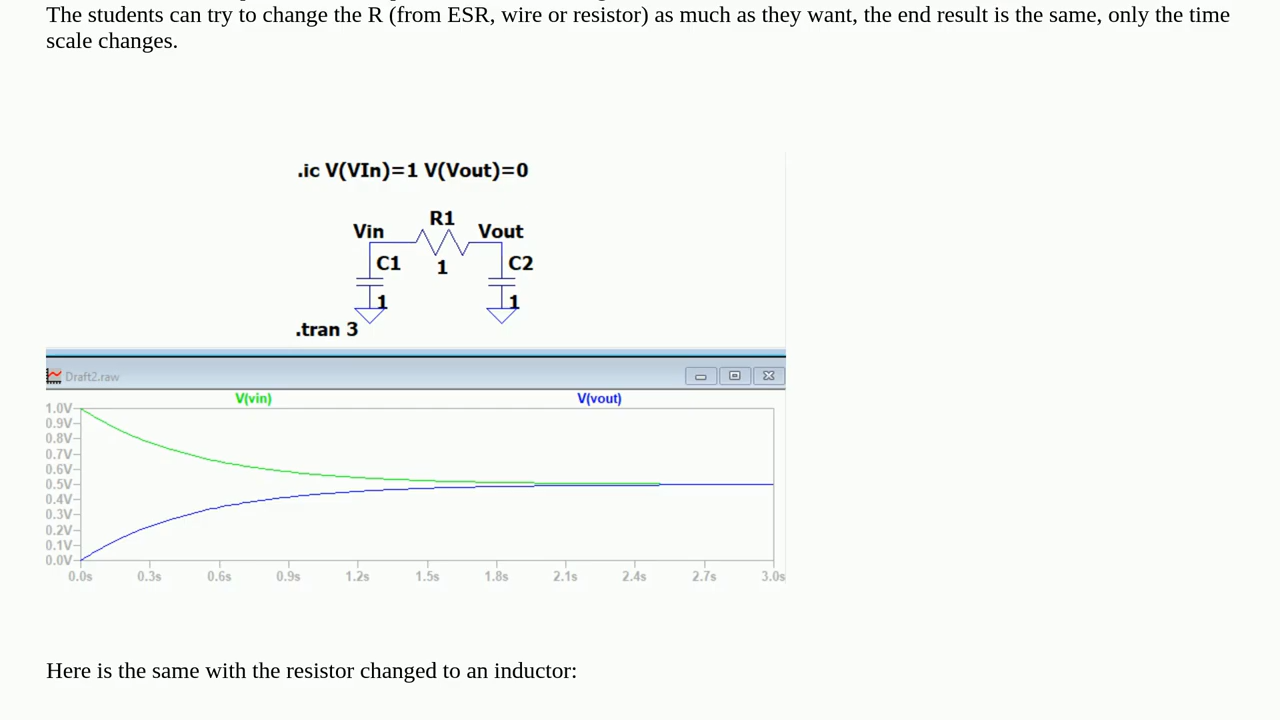 The students can try to change the R (from ESR, wire or resistor) as much as they want, the end result is the same, only the time
scale changes.
.ic V(VIn)=1 V(Vout)=0
R1
Vin
Vout
C1
1
C2
1
1
.tran 3
Draft2.raw
V(vin)
V(vout)
1.0V
0.9V
0.8V
0.7V
0.6V
0.5V
0.4V
0.3V
0.2V
0.1V
0.0V
0.0s
0.3s
0.6s
0.9s
1.2s
1.5s
1.8s
2.1s
2.4s
2.7s
3.0s
Here is the same with the resistor changed to an inductor: